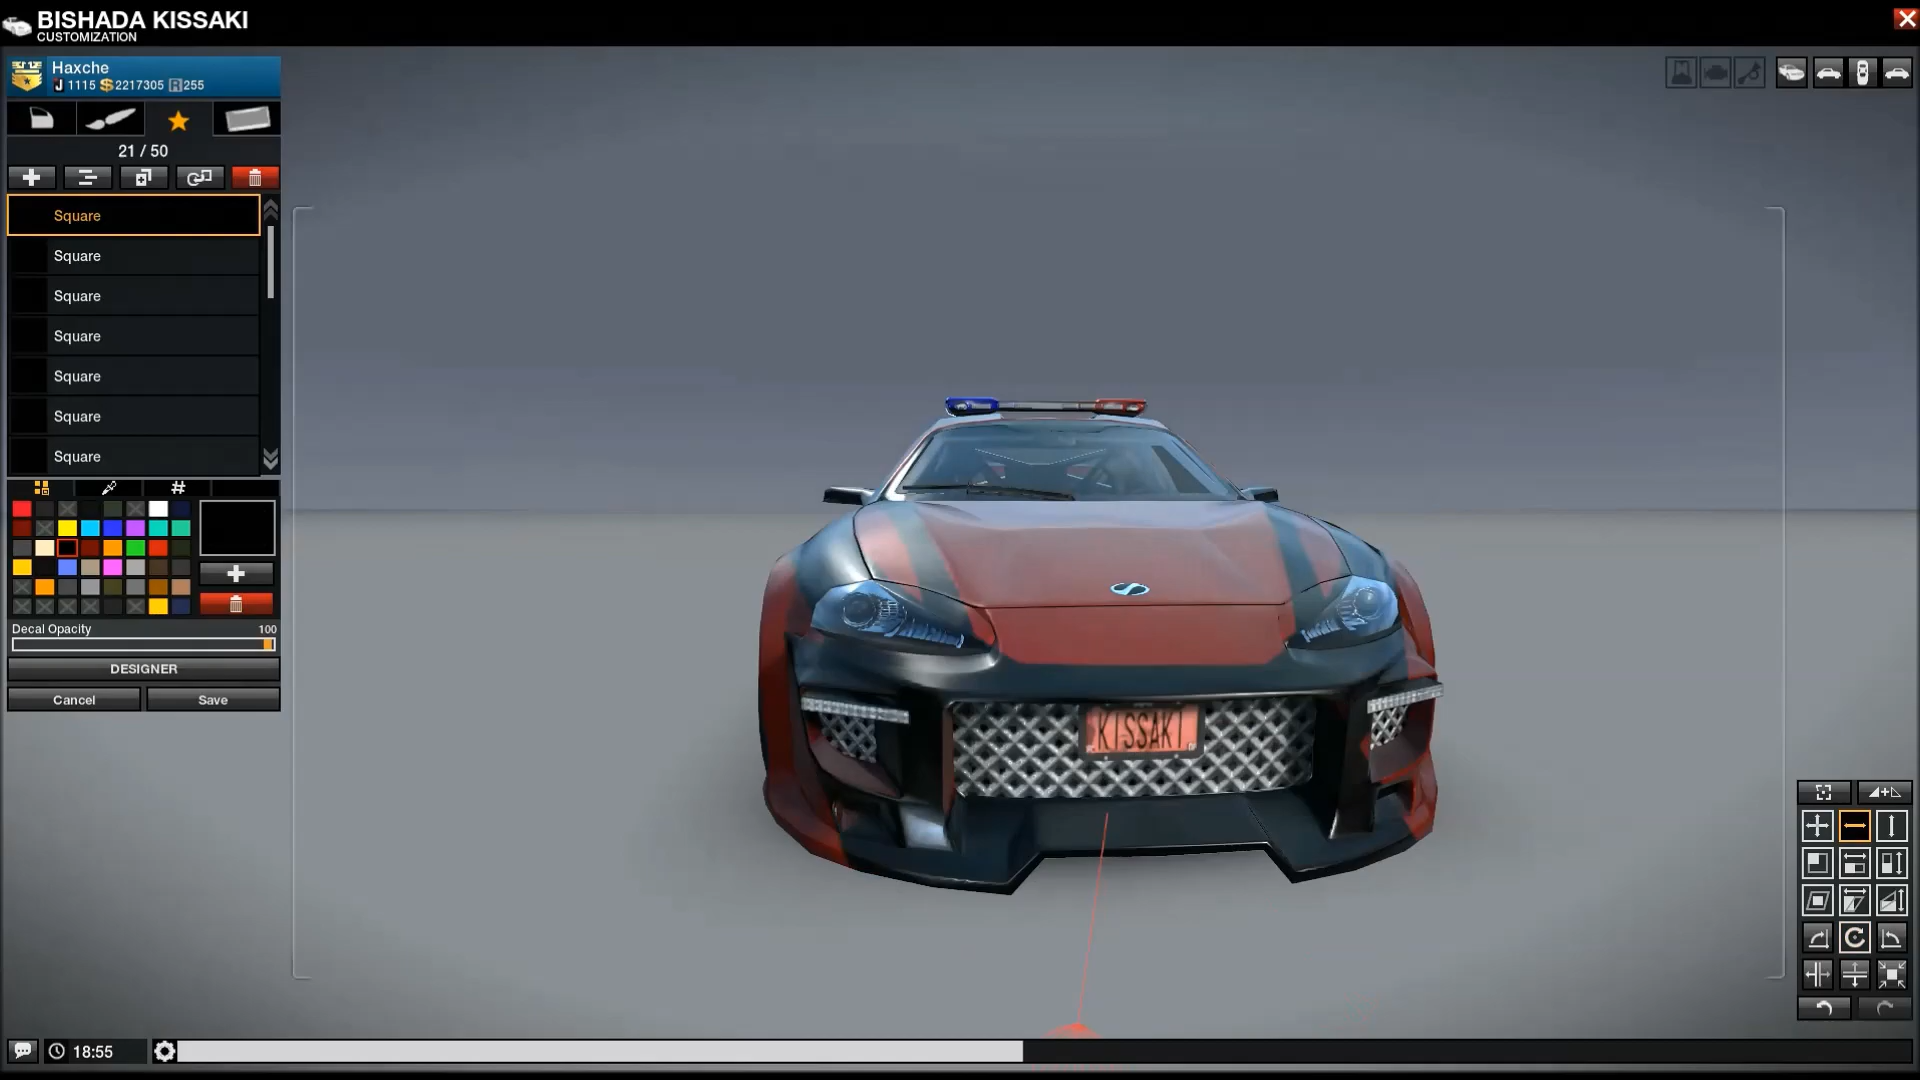 BISHADA KISSAKI
CUSTOMIZATION
Haxche
J 1115 $2217305 R 255
21 / 50
Square
Square
Square
Square
Square
Square
Square
#
Decal Opacity 100
DESIGNER
Cancel Save
KISSAKI
18:55